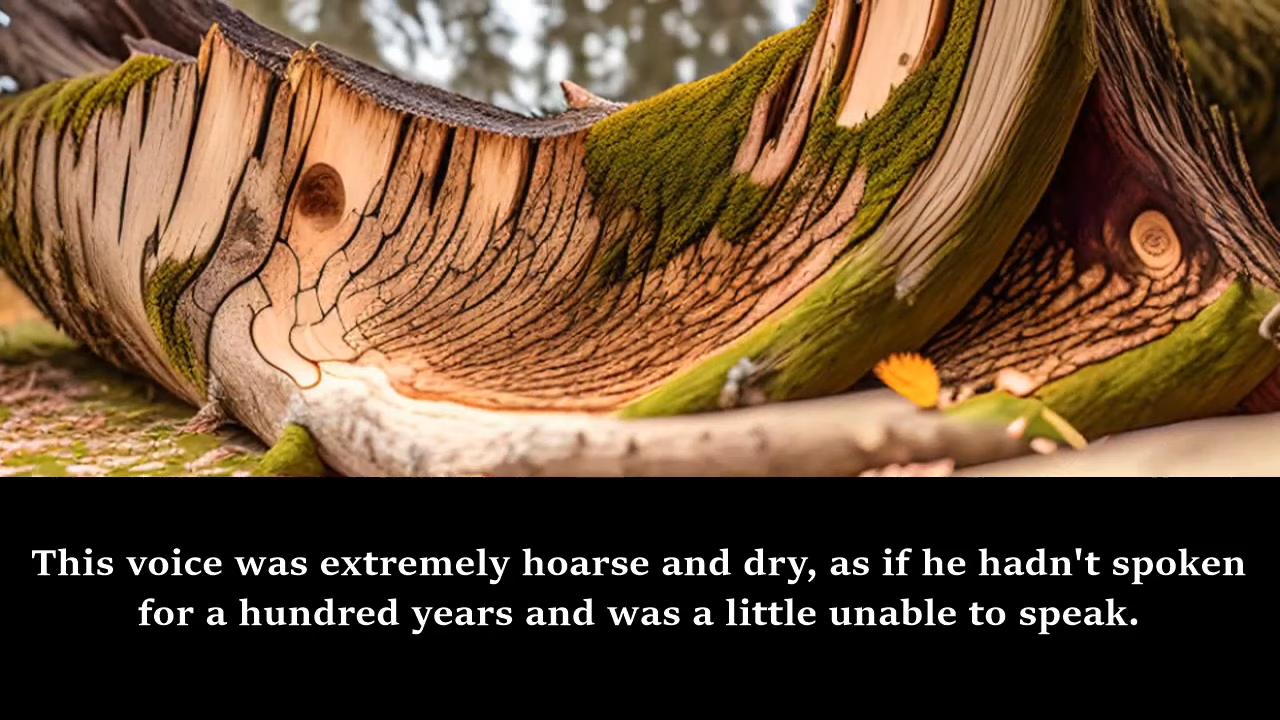 This voice was extremely hoarse and dry, as if he hadn't spoken
for a hundred years and was a little unable to speak.